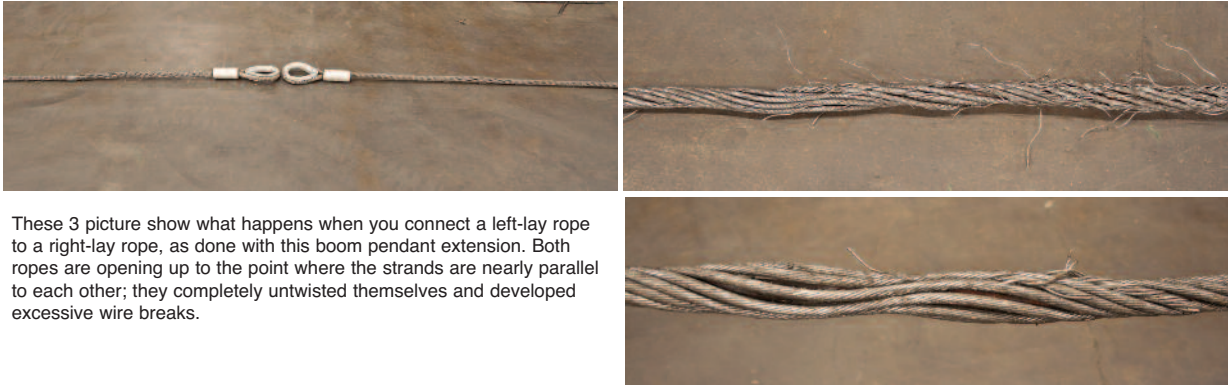 These 3 picture show what happens when you connect a left-lay rope
to a right-lay rope, as done with this boom pendant extension. Both
ropes are opening up to the point where the strands are nearly parallel
to each other; they completely untwisted themselves and developed
excessive wire breaks.